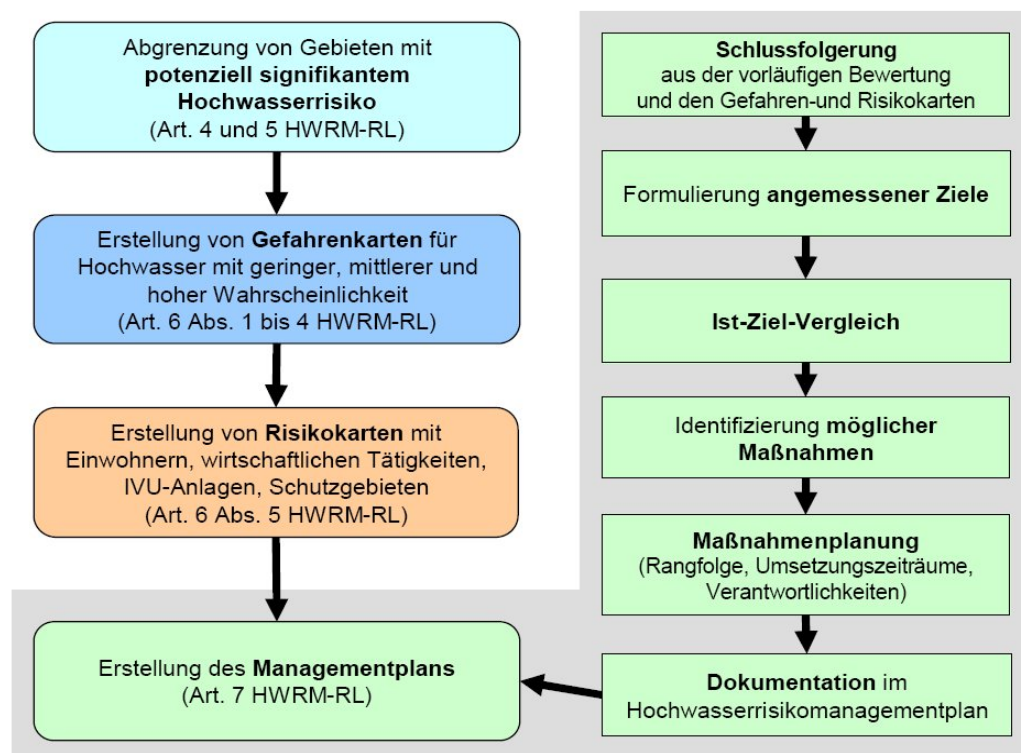 Abgrenzung von Gebieten mit
potenziell signifikantem
Hochwasserrisiko
(Art. 4 und 5 HWRM-RL)
Erstellung von Gefahrenkarten für
Hochwasser mit geringer, mittlerer und
hoher Wahrscheinlichkeit
(Art. 6 Abs. 1 bis 4 HWRM-RL)
Erstellung von Risikokarten mit
Einwohnern, wirtschaftlichen Tätigkeiten,
IVU-Anlagen, Schutzgebieten
(Art. 6 Abs. 5 HWRM-RL)
Erstellung des Managementplans
(Art. 7 HWRM-RL)
Schlussfolgerung
aus der vorläufigen Bewertung
und den Gefahren-und Risikokarten
Formulierung angemessener Ziele
Ist-Ziel-Vergleich
Identifizierung möglicher
Maßnahmen
Maßnahmenplanung
(Rangfolge, Umsetzungszeiträume,
Verantwortlichkeiten)
Dokumentation im
Hochwasserrisikomanagementplan